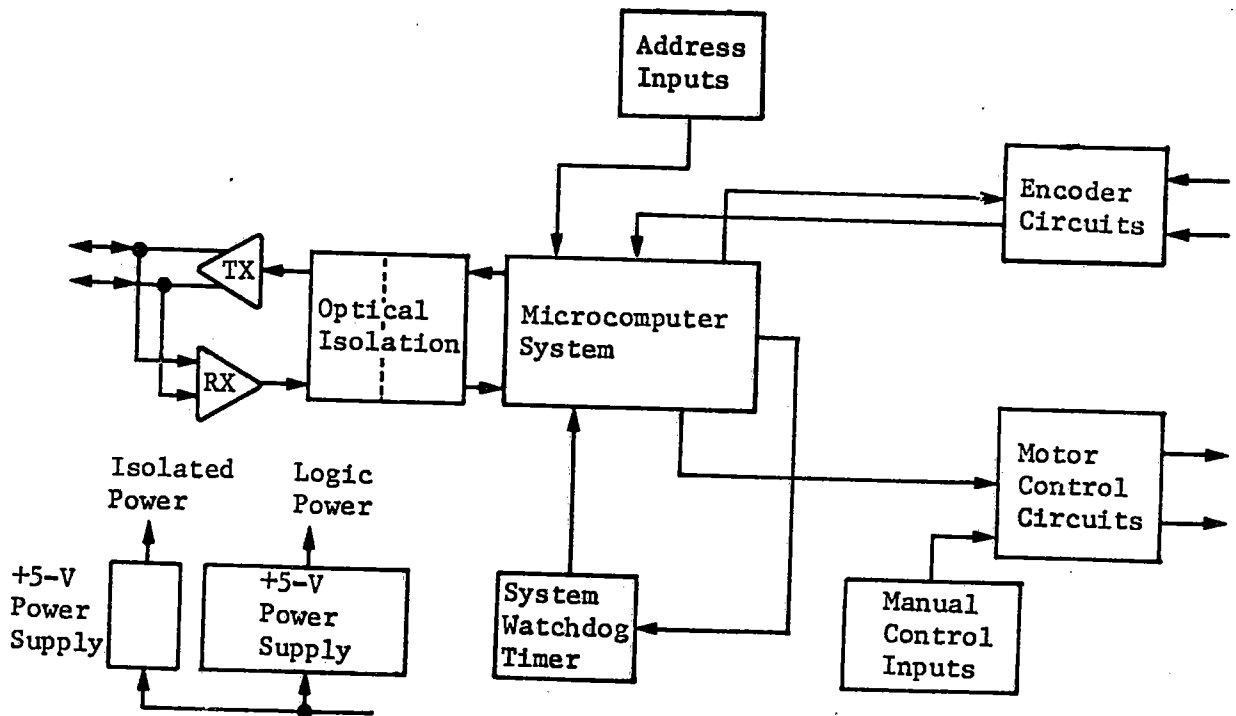 Address
Inputs
Encoder
Circuits
TX
Optical
Isolation
Microcomputer
System
RX
Isolated
Power
Logic
Power
Motor
Control
Circuits
+5-V
Power
Supply
+5-V
Power
Supply
System
Watchdog
Timer
Manual
Control
Inputs